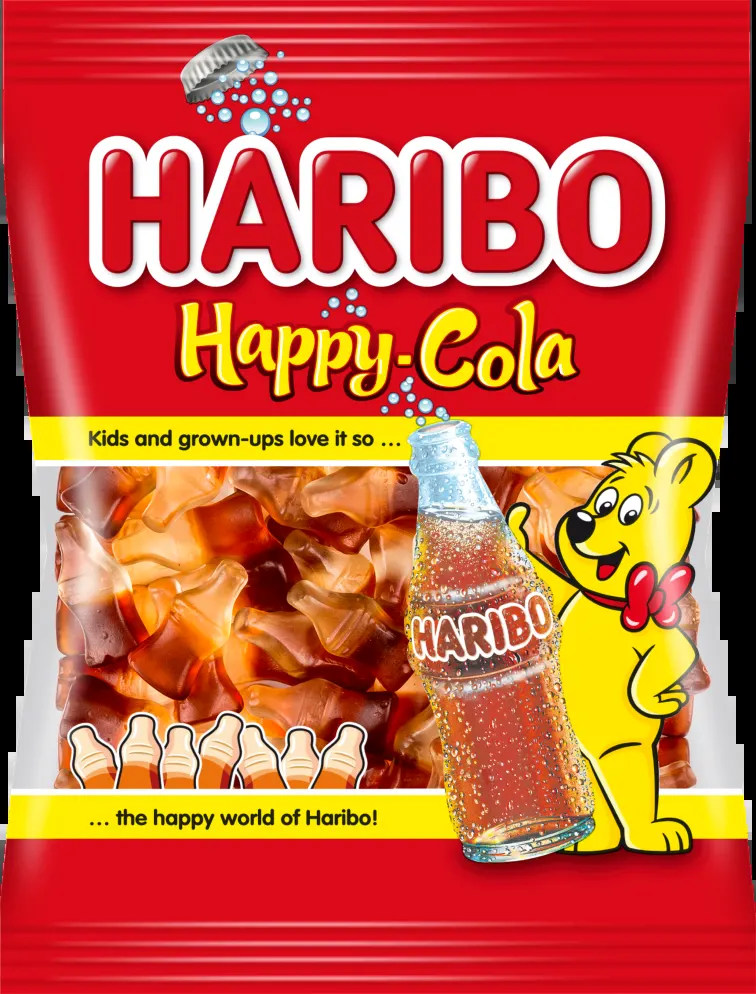 HARIBO
Happy-Cola
Kids and grown-ups love it so ...
HARIBO
... the happy world of Haribo!